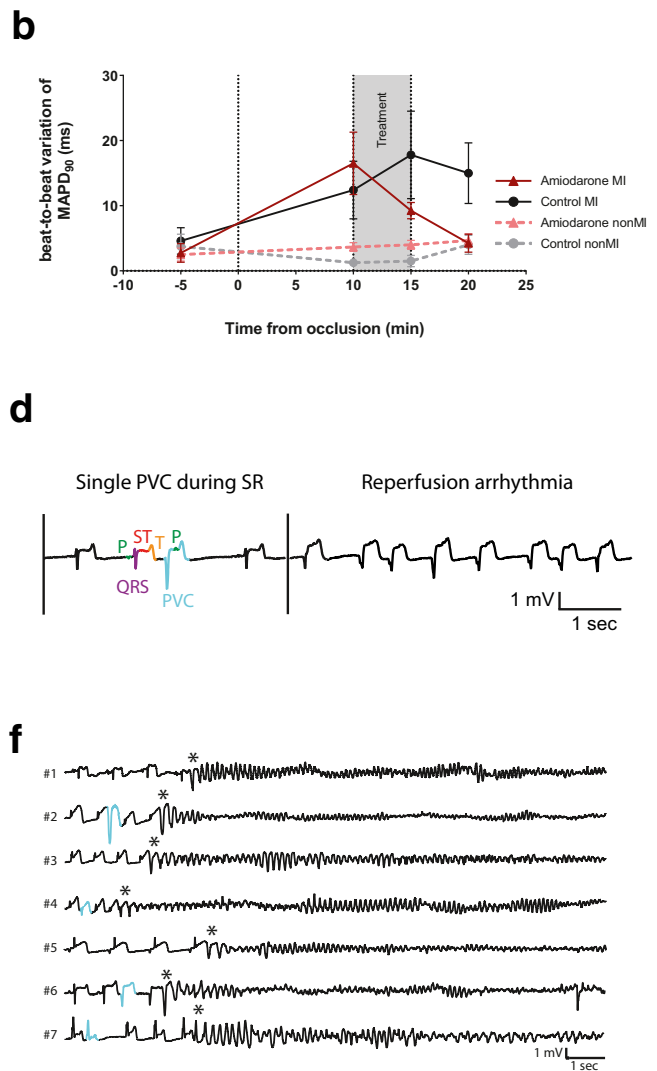 b
beat-to-beat variation of
MAPD90 (ms)
30
20
10
0
-10
-5
0
5
10
15
20
25
Treatment
Time from occlusion (min)
Amiodarone MI
Control MI
Amiodarone nonMI
Control nonMI
d
Single PVC during SR
Reperfusion arrhythmia
P
ST
T
P
QRS
PVC
1 mV
1 sec
f
#1
*
#2
*
#3
*
#4
*
#5
*
#6
*
#7
*
1 mV
1 sec